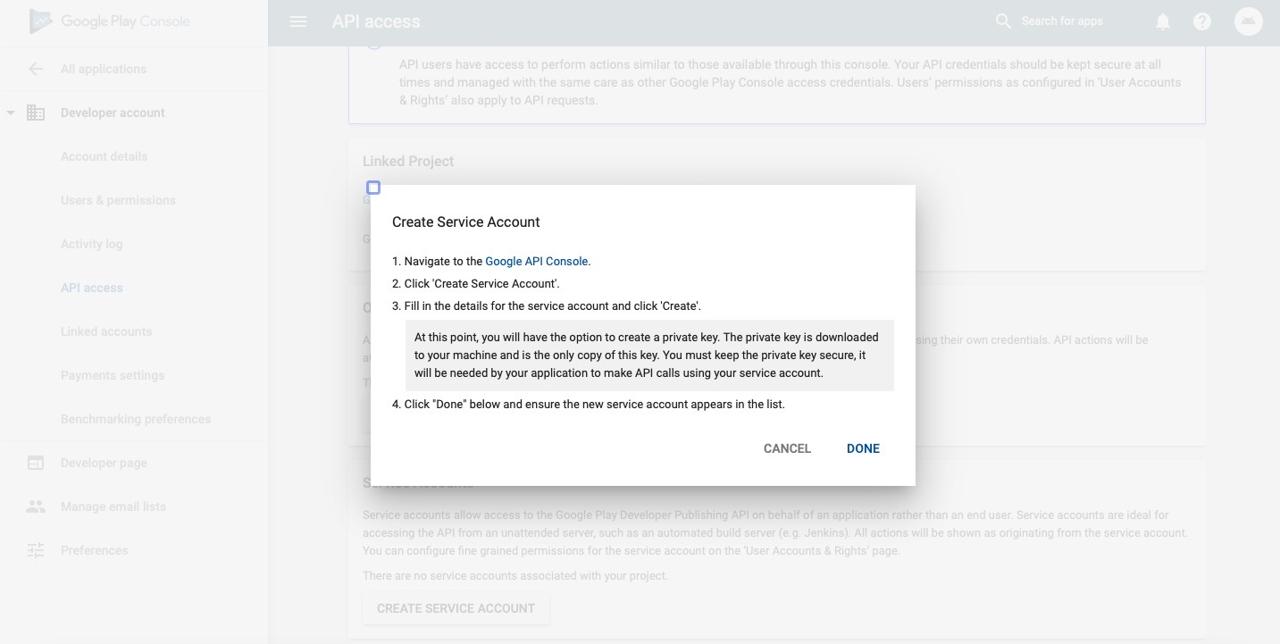 Google Play Console
API access
Search for apps
All applications
Developer account
Account details
Users & permissions
Activity log
API access
Linked accounts
Payments settings
Benchmarking preferences
Developer page
Manage email lists
Preferences
API users have access to perform actions similar to those available through this console. Your API credentials should be kept secure at all
times and managed with the same care as other Google Play Console access credentials. Users' permissions as configured in 'User Accounts
& Rights' also apply to API requests.
Linked Project
Create Service Account
1. Navigate to the Google API Console.
2. Click 'Create Service Account'.
3. Fill in the details for the service account and click 'Create'.
At this point, you will have the option to create a private key. The private key is downloaded
to your machine and is the only copy of this key. You must keep the private key secure, it
will be needed by your application to make API calls using your service account.
4. Click "Done" below and ensure the new service account appears in the list.
CANCEL
DONE
their own credentials. API actions will be
Service accounts allow access to the Google Play Developer Publishing API on behalf of an application rather than an end user. Service accounts are ideal for
accessing the API from an unattended server, such as an automated build server (e.g. Jenkins). All actions will be shown as originating from the service account.
You can configure fine grained permissions for the service account on the 'User Accounts & Rights' page.
There are no service accounts associated with your project.
CREATE SERVICE ACCOUNT